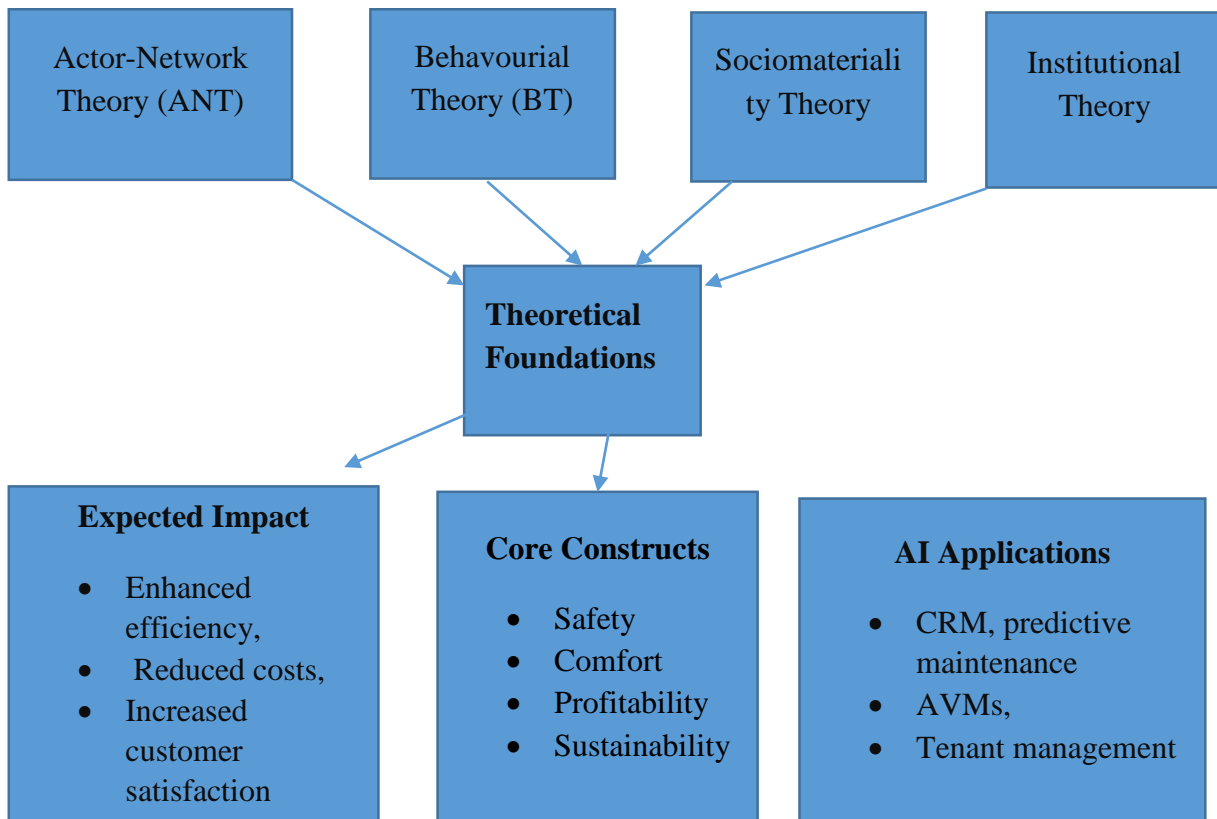 Actor-Network
Theory (ANT)
Behavourial
Theory (BT)
Sociomateriali
ty Theory
Institutional
Theory
Theoretical
Foundations
Expected Impact
• Enhanced
efficiency,
• Reduced costs,
• Increased
customer
satisfaction
Core Constructs
• Safety
• Comfort
• Profitability
• Sustainability
AI Applications
• CRM, predictive
maintenance
• AVMs,
• Tenant management